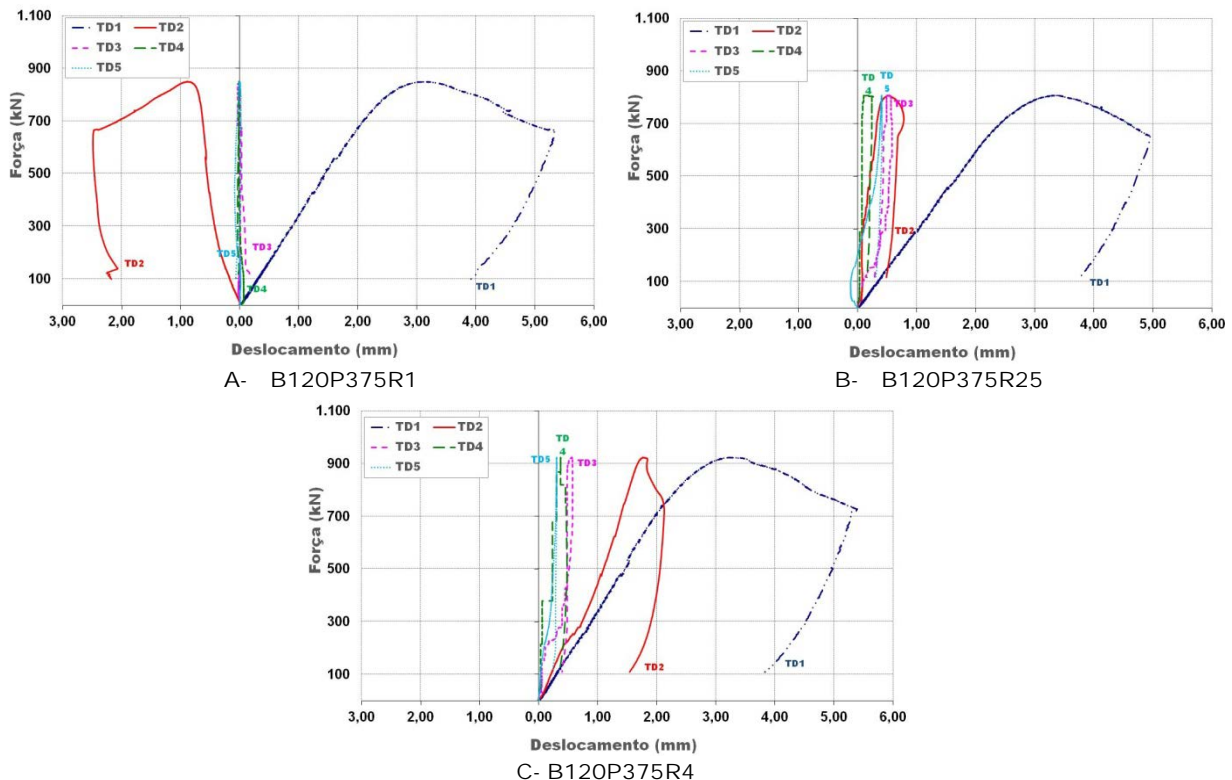 1.100
900
700
500
300
100
Força (kN)
TD1 TD2
TD3 TD4
TD5
TD2
TD5
TD3
TD4
TD1
3,00 2,00 1,00 0,00 1,00 2,00 3,00 4,00 5,00 6,00
Deslocamento (mm)
A- B120P375R1
1.100
900
700
500
300
100
Força (kN)
TD1 TD2
TD3 TD4
TD5
TD
4
TD
5
TD3
TD2
TD1
3,00 2,00 1,00 0,00 1,00 2,00 3,00 4,00 5,00 6,00
Deslocamento (mm)
B- B120P375R25
1.100
900
700
500
300
100
Força (kN)
TD1 TD2
TD3 TD4
TD5
TD5
TD
4
TD3
TD2
TD1
3,00 2,00 1,00 0,00 1,00 2,00 3,00 4,00 5,00 6,00
Deslocamento (mm)
C- B120P375R4